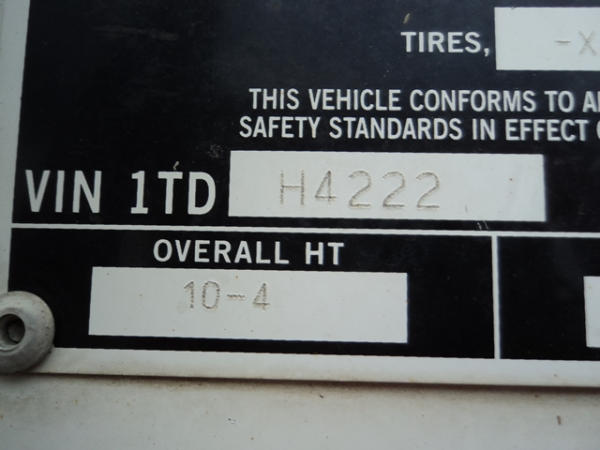 TIRES, -X
THIS VEHICLE CONFORMS TO
SAFETY STANDARDS IN EFFECT
VIN 1TD H4222
OVERALL HT
10-4